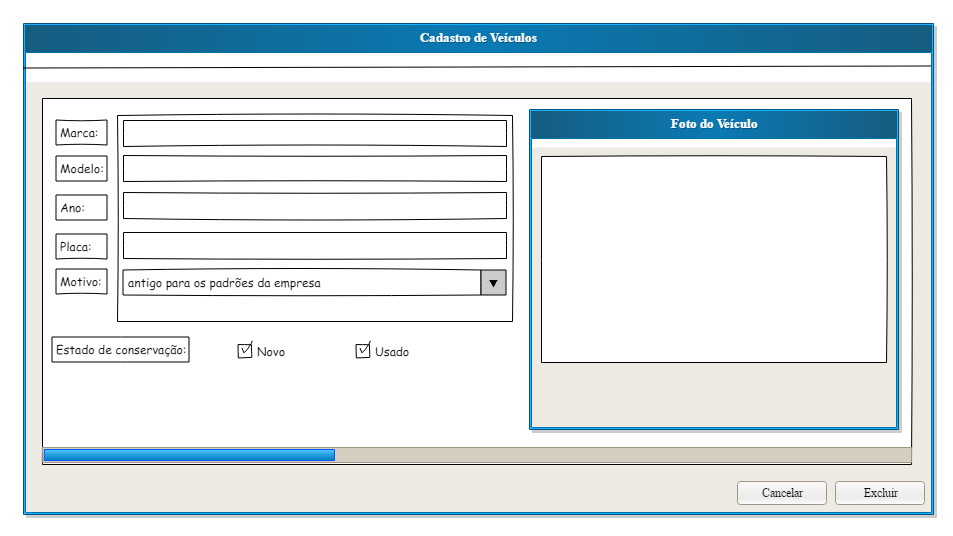 Cadastro de Veículos
Marca:
Modelo:
Ano:
Placa:
Motivo:
antigo para os padrões da empresa
Estado de conservação:
Novo
Usado
Foto do Veículo
Cancelar
Excluir